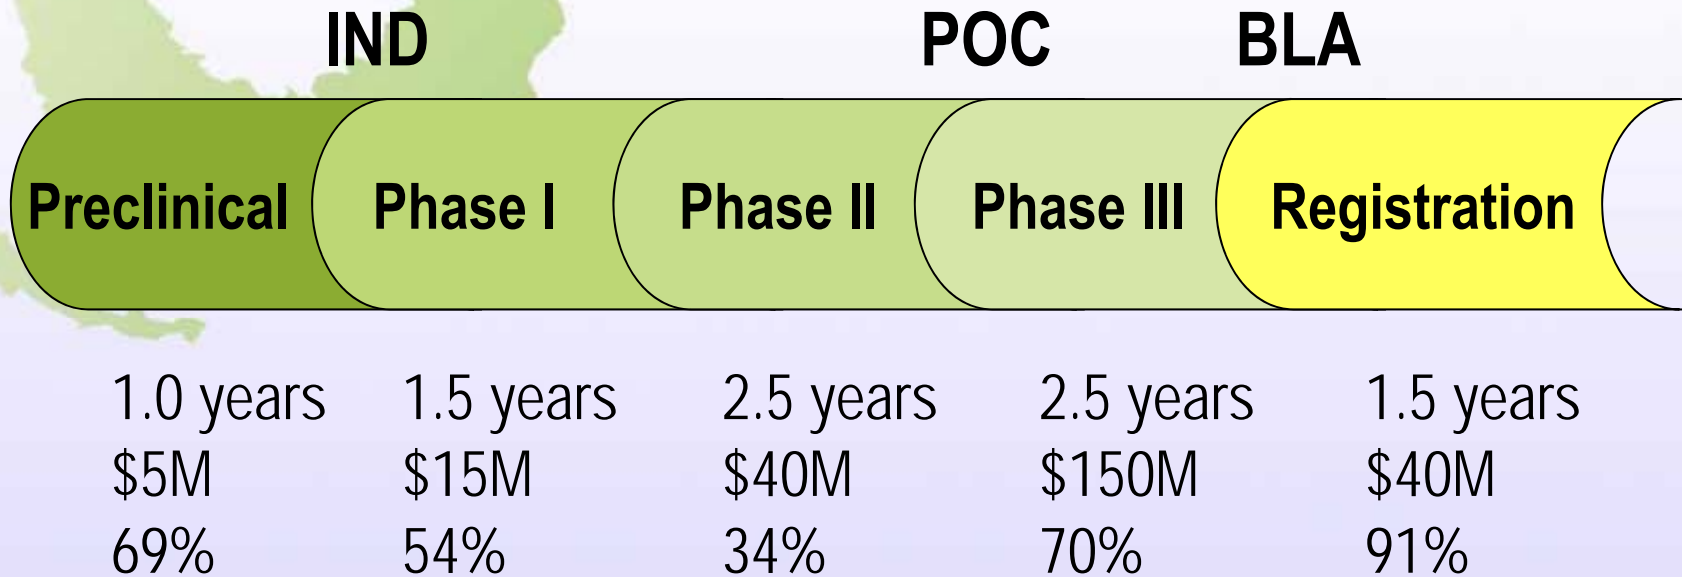 IND POC BLA
Preclinical Phase I Phase II Phase III Registration
1.0 years 1.5 years 2.5 years 2.5 years 1.5 years
$5M $15M $40M $150M $40M
69% 54% 34% 70% 91%